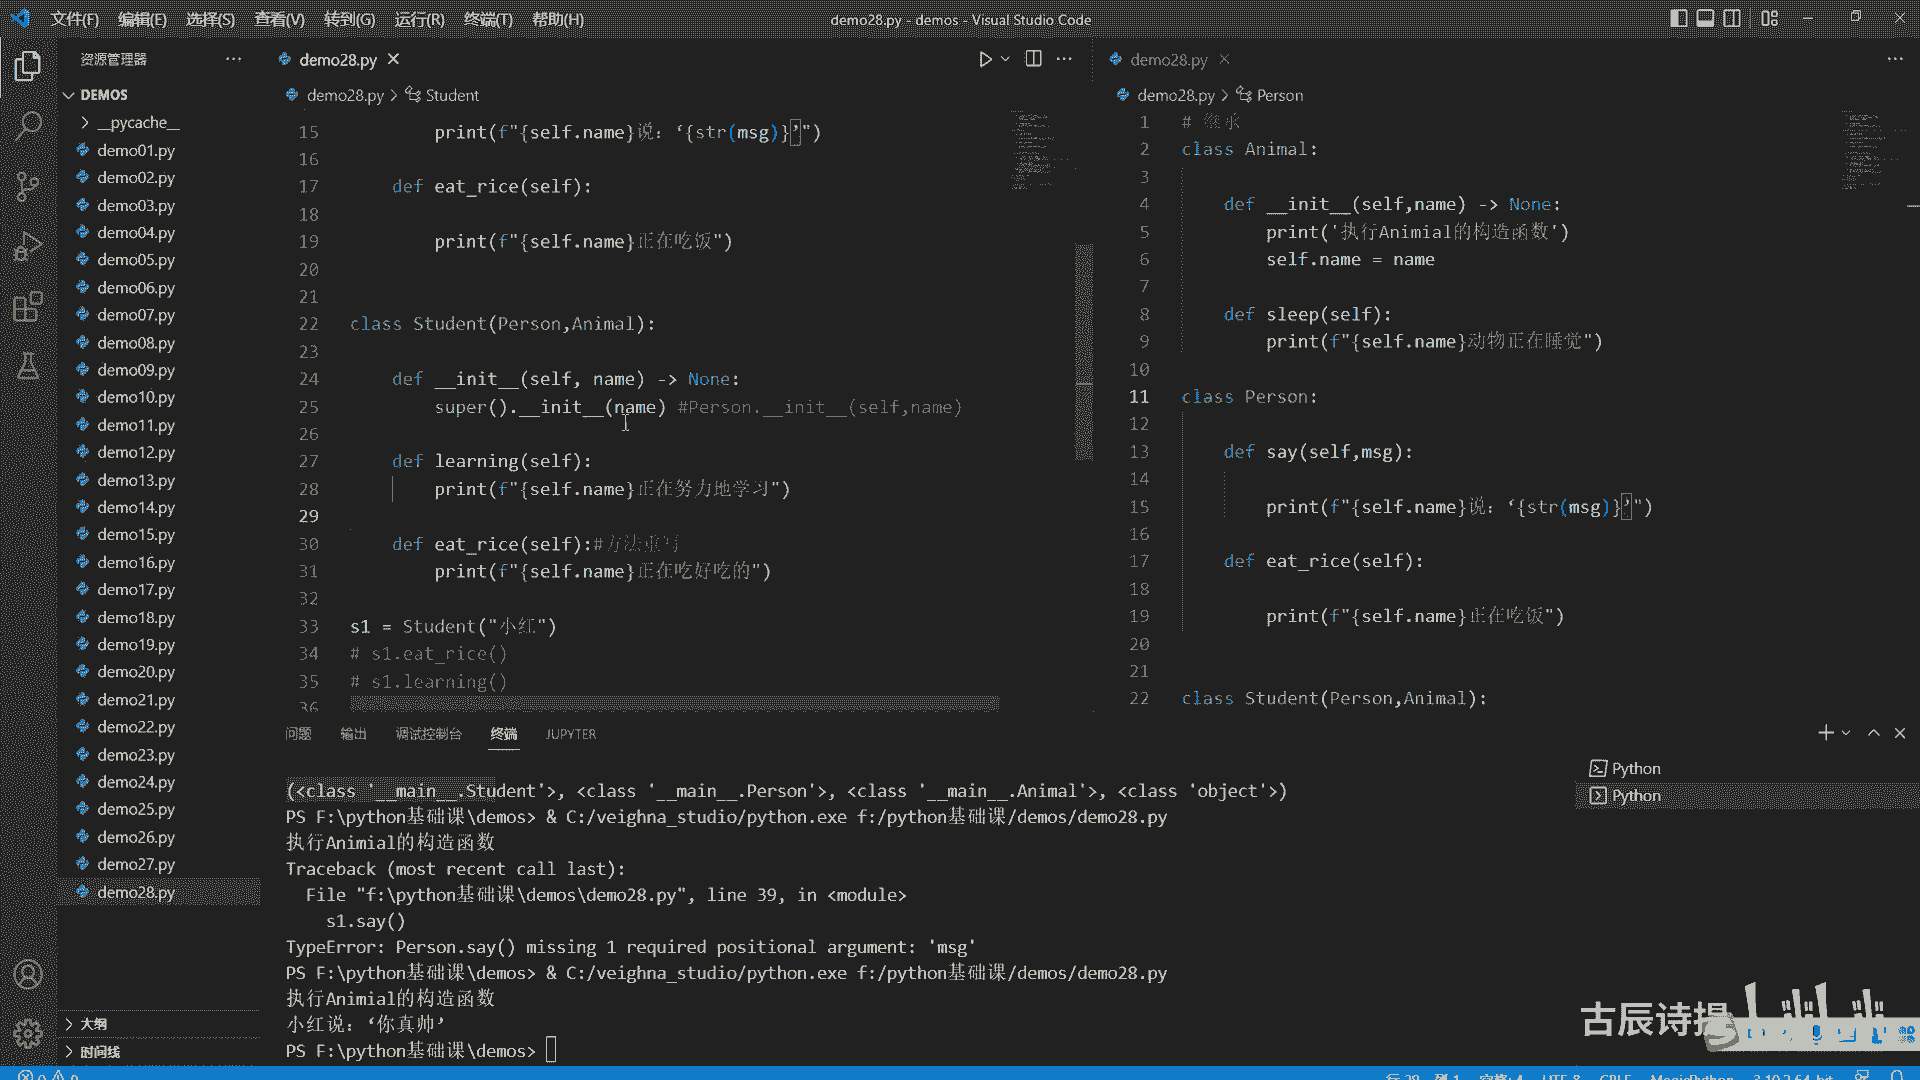 文件(F) 编辑(E) 选择(S) 查看(V) 转到(G) 运行(R) 终端(T) 帮助(H)
demo28.py - demos - Visual Studio Code
资源管理器
DEMOS
__pycache__
demo01.py
demo02.py
demo03.py
demo04.py
demo05.py
demo06.py
demo07.py
demo08.py
demo09.py
demo10.py
demo11.py
demo12.py
demo13.py
demo14.py
demo15.py
demo16.py
demo17.py
demo18.py
demo19.py
demo20.py
demo21.py
demo22.py
demo23.py
demo24.py
demo25.py
demo26.py
demo27.py
demo28.py
大纲
时间线
demo28.py
demo28.py > Student
15 print(f"{self.name}说：‘{str(msg)}’")
16
17 def eat_rice(self):
18
19 print(f"{self.name}正在吃饭")
20
21
22 class Student(Person,Animal):
23
24 def __init__(self, name) -> None:
25 super().__init__(name) #Person.__init__(self,name)
26
27 def learning(self):
28 print(f"{self.name}正在努力地学习")
29
30 def eat_rice(self):#方法重写
31 print(f"{self.name}正在吃好吃的")
32
33 s1 = Student("小红")
34 # s1.eat_rice()
35 # s1.learning()
36
demo28.py
demo28.py > Person
1 # 继承
2 class Animal:
3
4 def __init__(self,name) -> None:
5 print('执行Animial的构造函数')
6 self.name = name
7
8 def sleep(self):
9 print(f"{self.name}动物正在睡觉")
10
11 class Person:
12
13 def say(self,msg):
14
15 print(f"{self.name}说：‘{str(msg)}’")
16
17 def eat_rice(self):
18
19 print(f"{self.name}正在吃饭")
20
21
22 class Student(Person,Animal):
问题 输出 调试控制台 终端 JUPYTER
(<class '__main__.Student'>, <class '__main__.Person'>, <class '__main__.Animal'>, <class 'object'>)
PS F:\python基础课\demos> & C:/veighna_studio/python.exe f:/python基础课/demos/demo28.py
执行Animial的构造函数
Traceback (most recent call last):
File "f:\python基础课\demos\demo28.py", line 39, in <module>
s1.say()
TypeError: Person.say() missing 1 required positional argument: 'msg'
PS F:\python基础课\demos> & C:/veighna_studio/python.exe f:/python基础课/demos/demo28.py
执行Animial的构造函数
小红说：‘你真帅’
PS F:\python基础课\demos>
Python
Python
古辰诗提